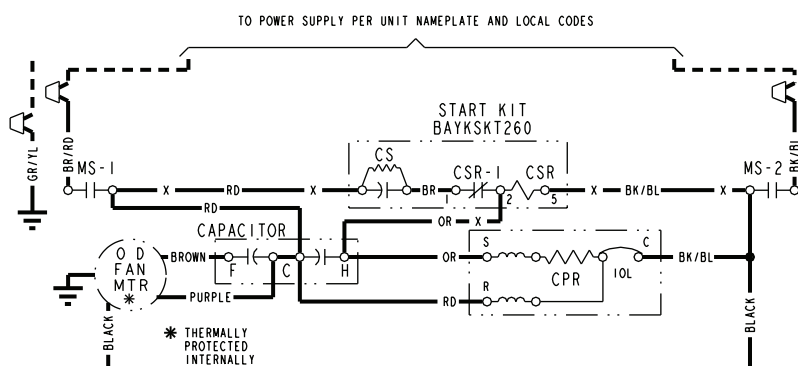 TO POWER SUPPLY PER UNIT NAMEPLATE AND LOCAL CODES
START KIT
BAYKSKT260
GR/YL
BR/RD
MS-1
CS
CSR-1
CSR
MS-2
BK/BL
X RD X
BR
1
2
5
X BK/BL X
RD
OR X
CAPACITOR
O D
FAN
MTR
*
BROWN
F
C
H
OR
S
CPR
IOL
C
BK/BL
PURPLE
RD
R
BLACK
BLACK
* THERMALLY
PROTECTED
INTERNALLY